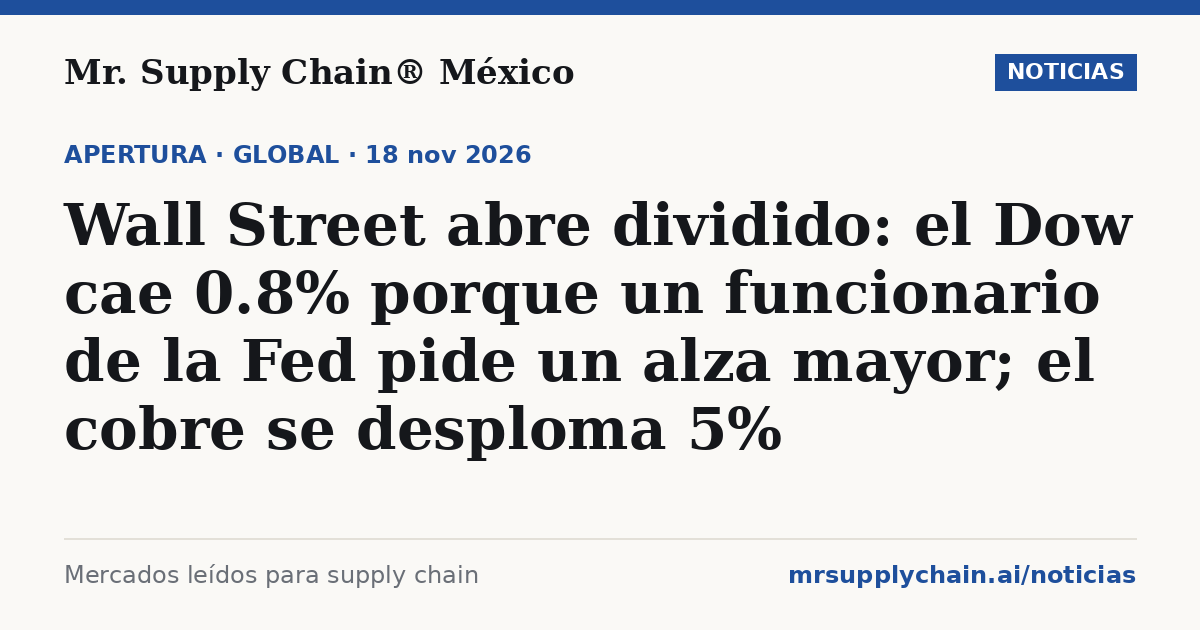 Mr. Supply Chain® México
NOTICIAS
APERTURA · GLOBAL · 18 nov 2026
Wall Street abre dividido: el Dow
cae 0.8% porque un funcionario
de la Fed pide un alza mayor; el
cobre se desploma 5%
Mercados leídos para supply chain
mrsupplychain.ai/noticias